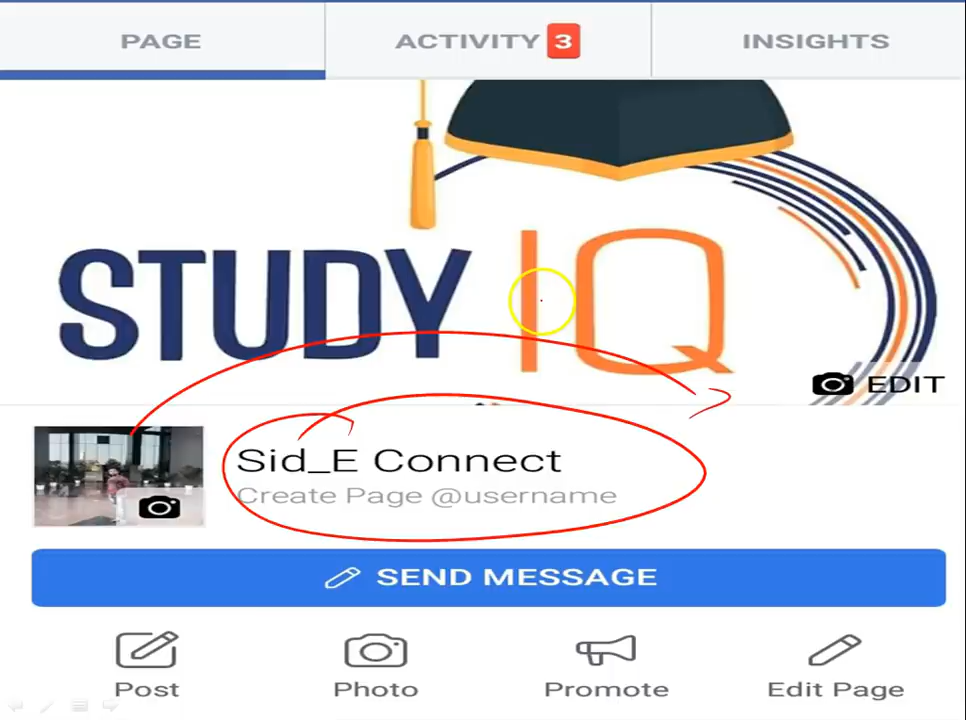 PAGE
ACTIVITY 3
INSIGHTS
STUDY IQ
EDIT
Sid_E Connect
Create Page @username
SEND MESSAGE
Post
Photo
Promote
Edit Page